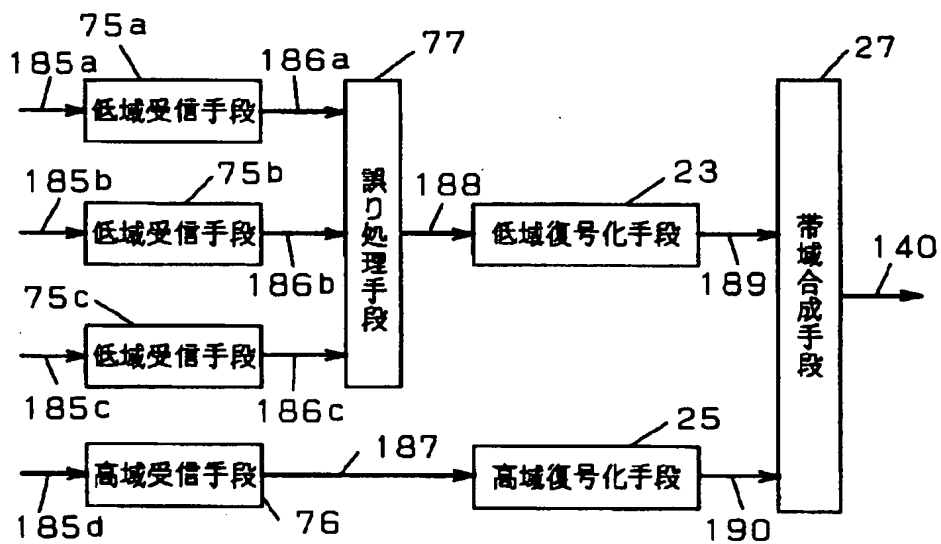 75a
185a
186a
低域受信手段
77
27
75b
185b
低域受信手段
186b
誤り処理手段
188
23
低域復号化手段
189
帯域合成手段
140
75c
低域受信手段
185c
186c
187
25
高域受信手段
高域復号化手段
185d
76
190